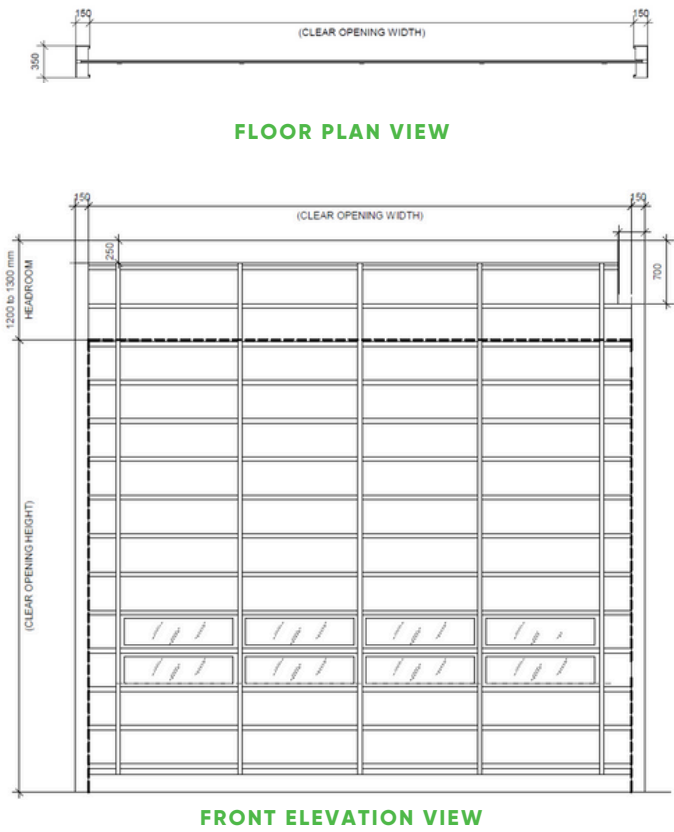 150
150
(CLEAR OPENING WIDTH)
350
FLOOR PLAN VIEW
150
150
(CLEAR OPENING WIDTH)
250
1200 to 1300 mm
HEADROOM
700
(CLEAR OPENING HEIGHT)
FRONT ELEVATION VIEW